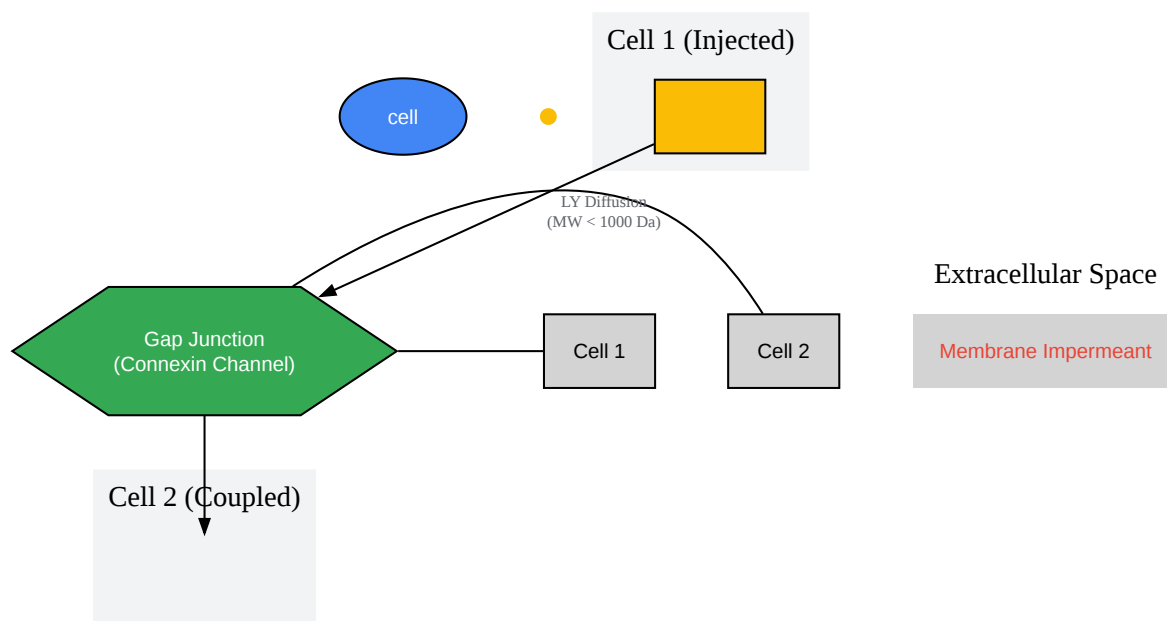 Cell 1 (Injected)
cell
LY Diffusion
(MW < 1000 Da)
Extracellular Space
Gap Junction
(Connexin Channel)
Cell 1
Cell 2
Membrane Impermeant
Cell 2 (Coupled)